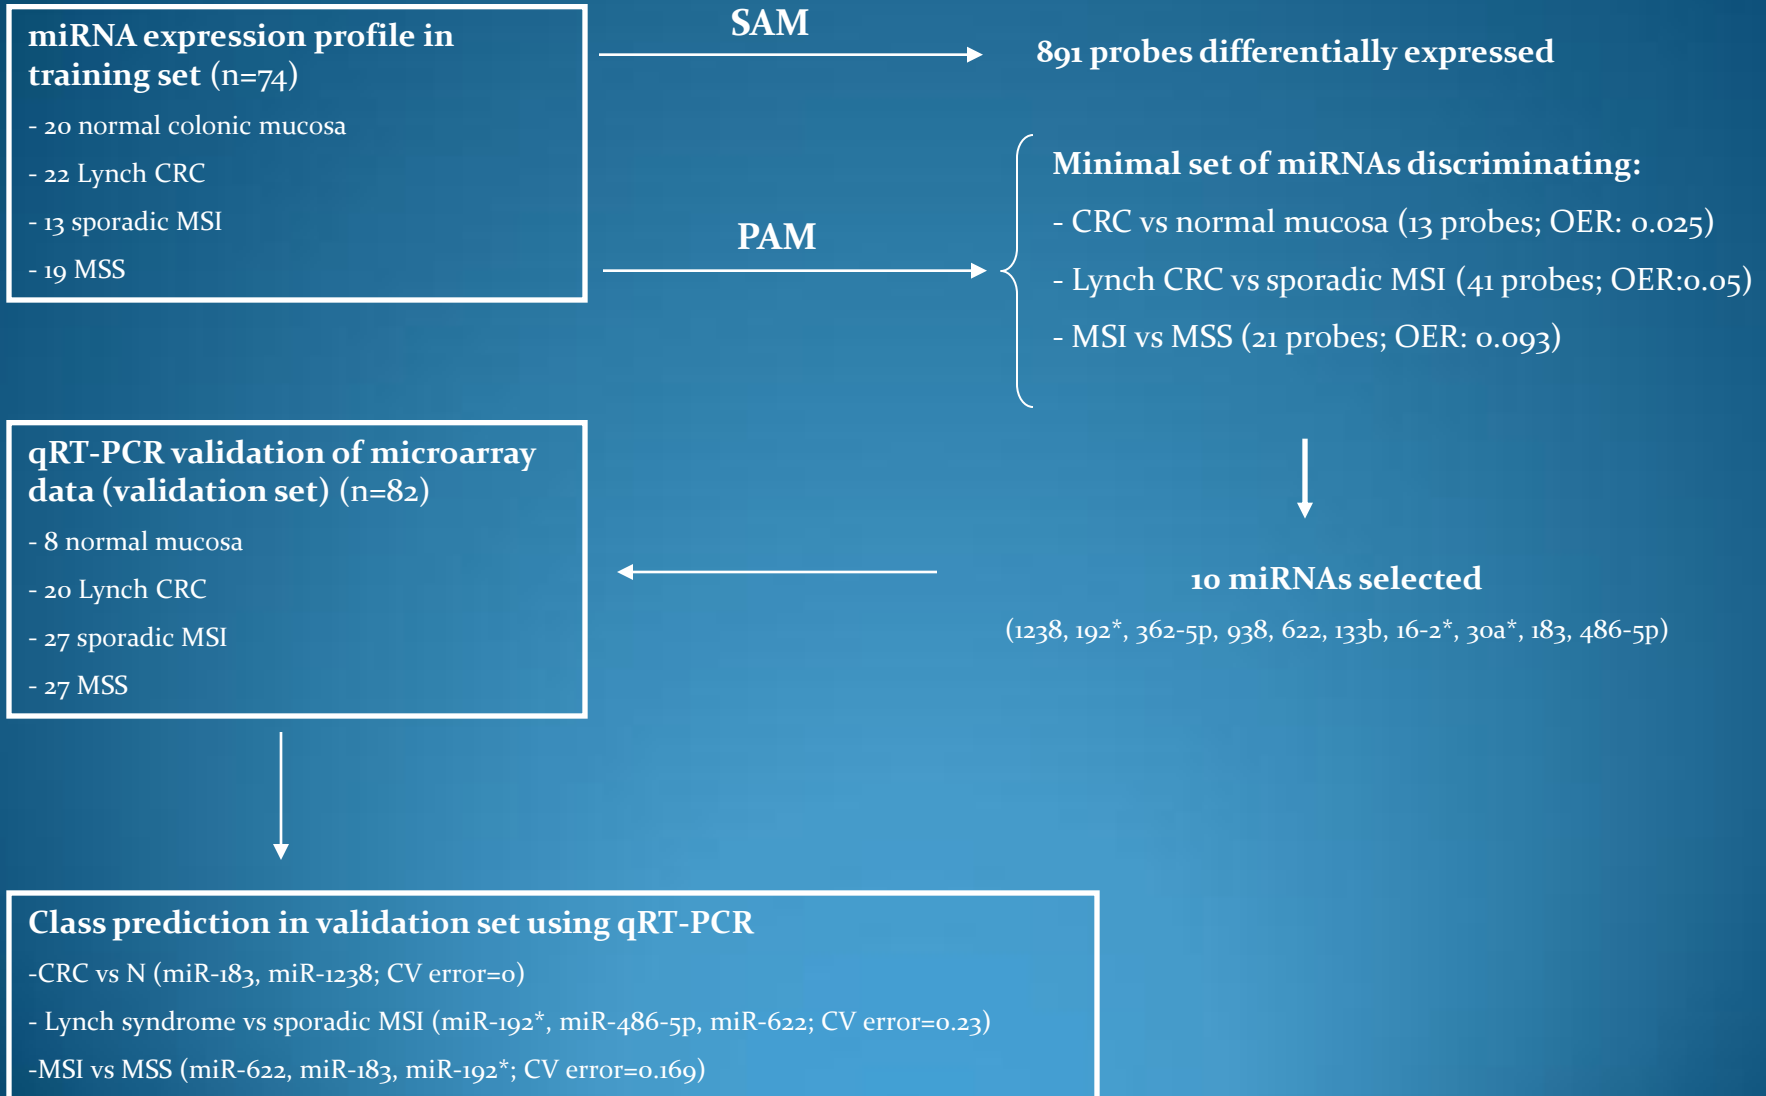 miRNA expression profile in
training set (n=74)
- 20 normal colonic mucosa
- 22 Lynch CRC
- 13 sporadic MSI
- 19 MSS
SAM
891 probes differentially expressed
PAM
Minimal set of miRNAs discriminating:
- CRC vs normal mucosa (13 probes; OER: 0.025)
- Lynch CRC vs sporadic MSI (41 probes; OER:0.05)
- MSI vs MSS (21 probes; OER: 0.093)
10 miRNAs selected
(1238, 192*, 362-5p, 938, 622, 133b, 16-2*, 30a*, 183, 486-5p)
qRT-PCR validation of microarray
data (validation set) (n=82)
- 8 normal mucosa
- 20 Lynch CRC
- 27 sporadic MSI
- 27 MSS
Class prediction in validation set using qRT-PCR
-CRC vs N (miR-183, miR-1238; CV error=0)
- Lynch syndrome vs sporadic MSI (miR-192*, miR-486-5p, miR-622; CV error=0.23)
-MSI vs MSS (miR-622, miR-183, miR-192*; CV error=0.169)